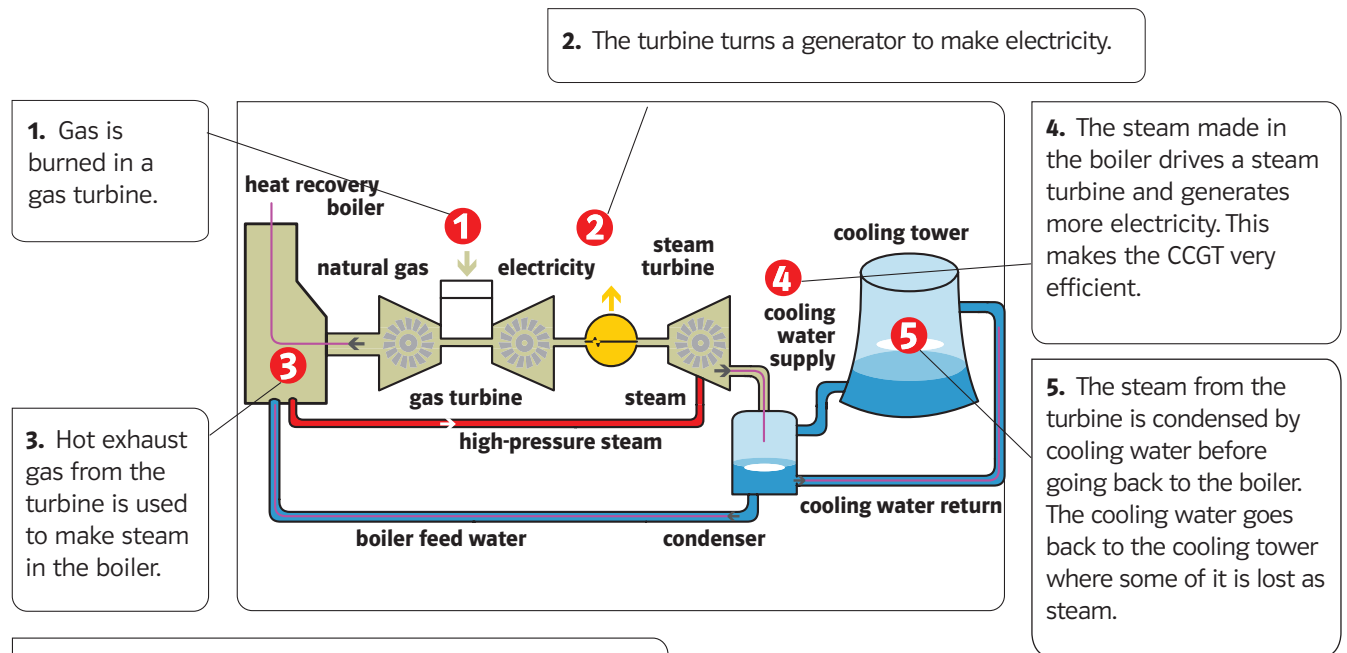 2. The turbine turns a generator to make electricity.
1. Gas is
burned in a
gas turbine.
4. The steam made in
the boiler drives a steam
turbine and generates
more electricity. This
makes the CCGT very
efficient.
heat recovery
boiler
1
2
natural gas
electricity
steam
turbine
4
cooling tower
cooling
water
supply
5
3
gas turbine
steam
high-pressure steam
cooling water return
boiler feed water
condenser
3. Hot exhaust
gas from the
turbine is used
to make steam
in the boiler.
5. The steam from the
turbine is condensed by
cooling water before
going back to the boiler.
The cooling water goes
back to the cooling tower
where some of it is lost as
steam.